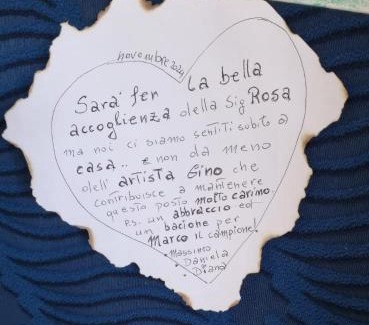 novembre 2021
Sarà per la bella
accoglienza della Sig Rosa
ma noi ci siamo sentiti subito a
casa.. e non da meno
dell'artista Gino che
contribuisce a mantenere
questo posto molto carino.
PS. un abbraccio ed
un bacione per
Marco il campione!
Massimo
Daniela
Diana